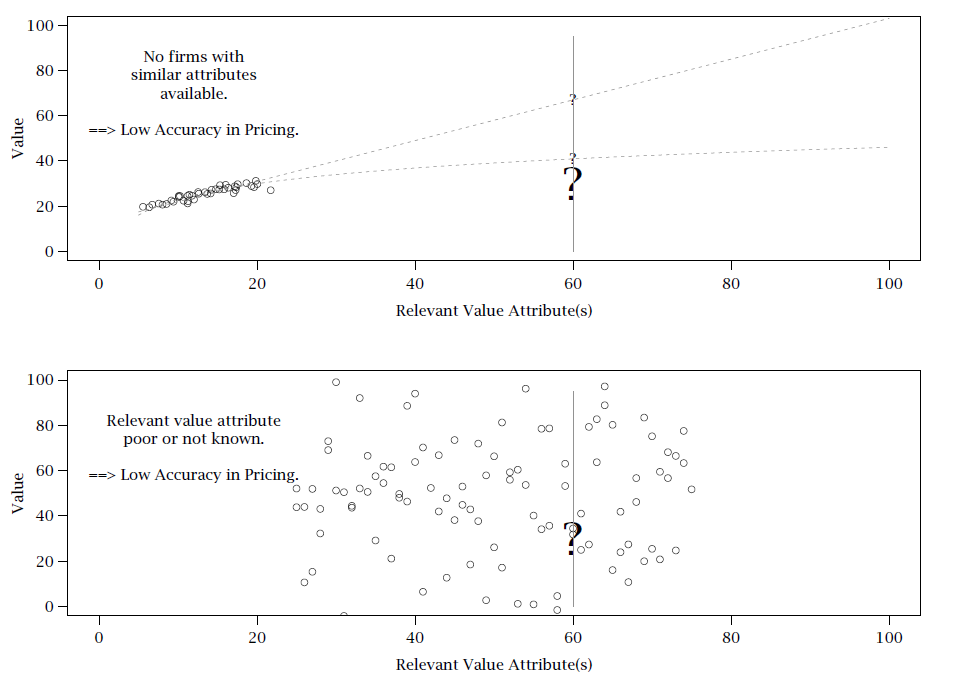 100
80
60
40
20
0
Value
No firms with
similar attributes
available.
==> Low Accuracy in Pricing.
?
?
?
0 20 40 60 80 100
Relevant Value Attribute(s)
100
80
60
40
20
0
Value
Relevant value attribute
poor or not known.
==> Low Accuracy in Pricing.
?
0 20 40 60 80 100
Relevant Value Attribute(s)